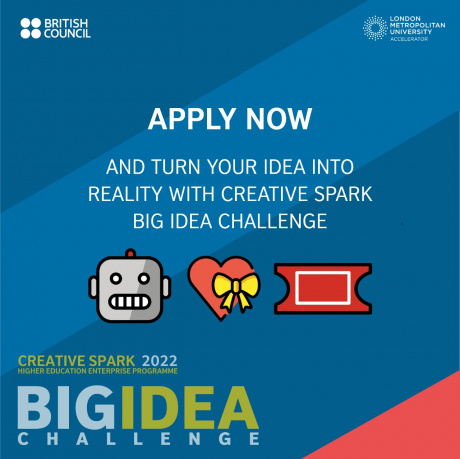 BRITISH
COUNCIL
LONDON
METROPOLITAN
UNIVERSITY
ACCELERATOR
APPLY NOW
AND TURN YOUR IDEA INTO
REALITY WITH CREATIVE SPARK
BIG IDEA CHALLENGE
CREATIVE SPARK 2022
HIGHER EDUCATION ENTERPRISE PROGRAMME
BIGIDEA
CHALLENGE